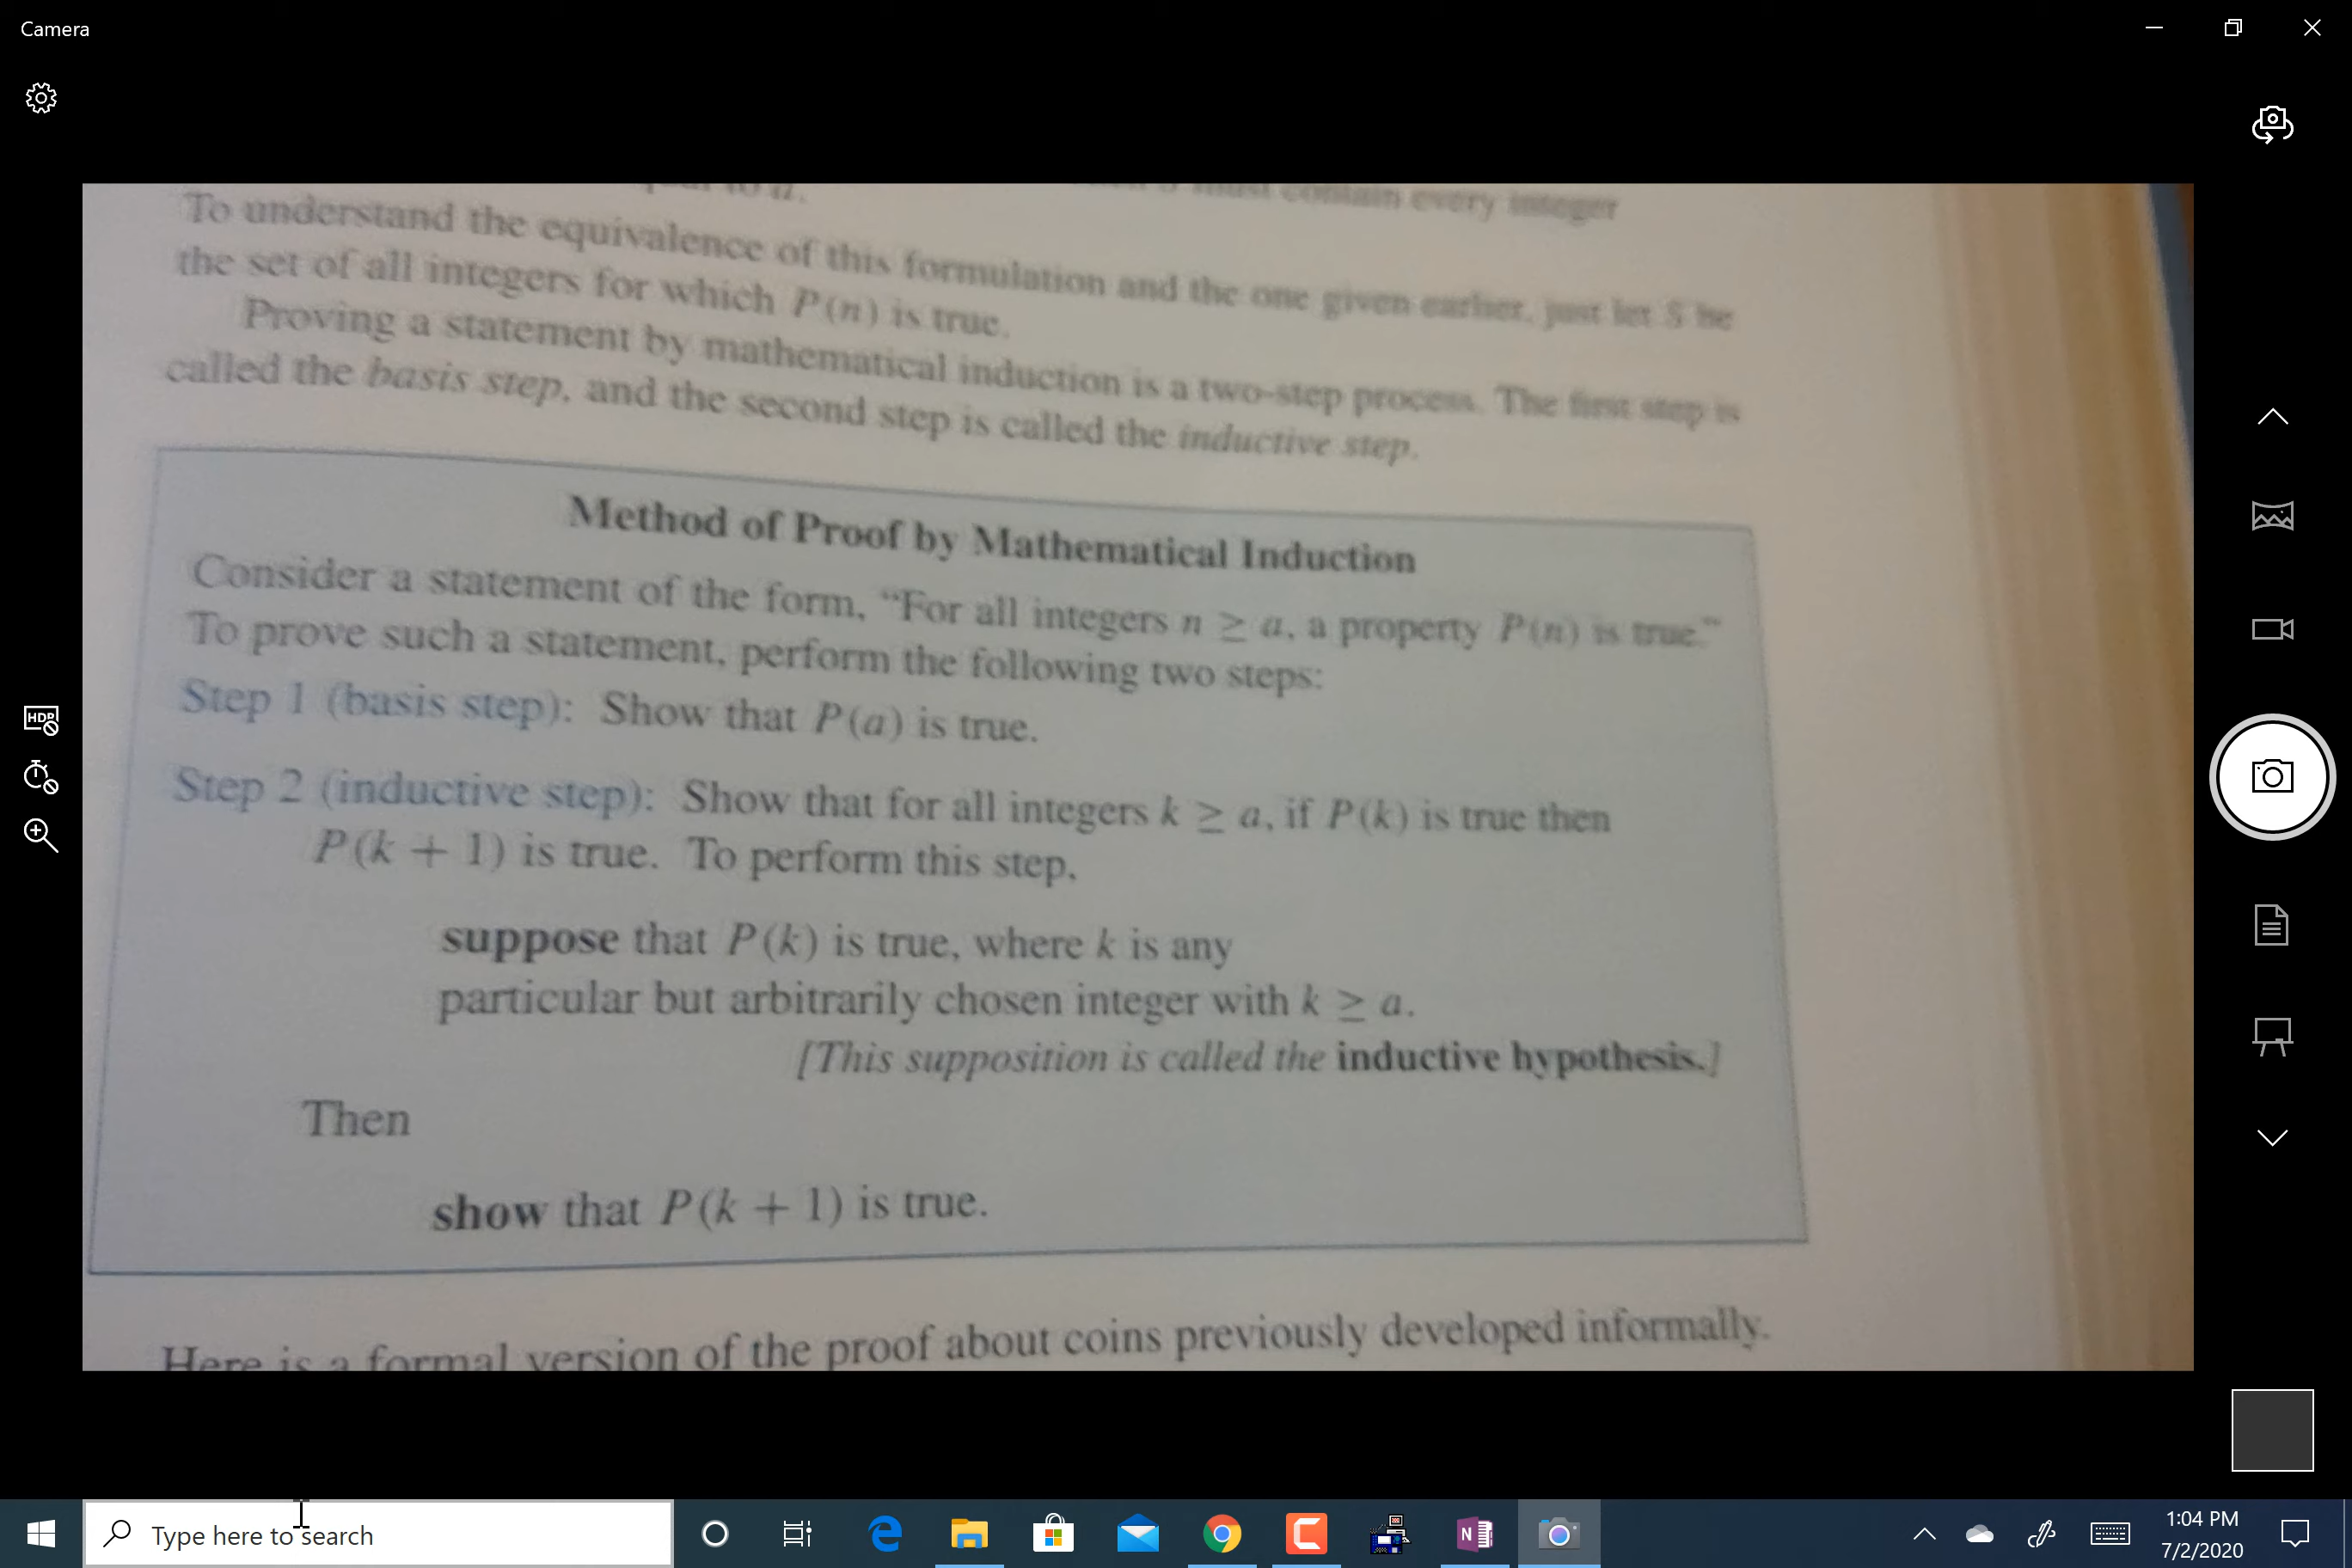 Camera
To understand the equivalence of this formulation and the one given earlier, just let S be
the set of all integers for which P(n) is true.
Proving a statement by mathematical induction is a two-step process. The first step is
called the basis step, and the second step is called the inductive step.
Method of Proof by Mathematical Induction
Consider a statement of the form, “For all integers n ≥ a, a property P(n) is true.”
To prove such a statement, perform the following two steps:
Step 1 (basis step): Show that P(a) is true.
Step 2 (inductive step): Show that for all integers k ≥ a, if P(k) is true then
P(k + 1) is true. To perform this step,
suppose that P(k) is true, where k is any
particular but arbitrarily chosen integer with k ≥ a.
[This supposition is called the inductive hypothesis.]
Then
show that P(k + 1) is true.
Here is a formal version of the proof about coins previously developed informally.
HDR
Type here to search
1:04 PM
7/2/2020